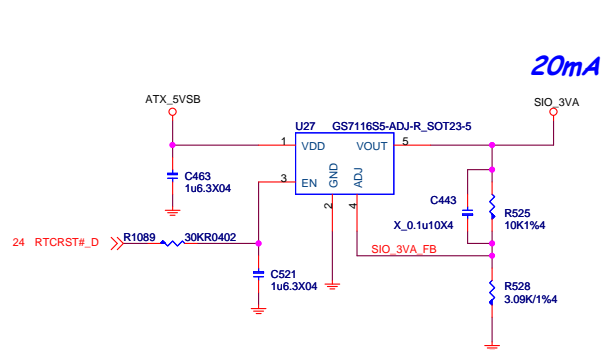 20mA
ATX_5VSB
SIO_3VA
U27 GS7116S5-ADJ-R_SOT23-5
1 VDD VOUT 5
C463
1u6.3X04
3 EN GND ADJ
2 4
C443
X_0.1u10X4
R525
10K1%4
24 RTCRST#_D R1089 30KR0402
SIO_3VA_FB
C521
1u6.3X04
R528
3.09K/1%4